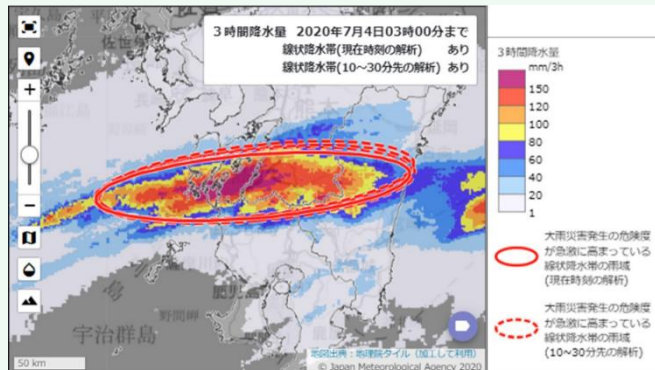 3時間降水量 2020年7月4日03時00分まで
線状降水帯(現在時刻の解析) あり
線状降水帯(10~30分先の解析) あり
+
−
50 km
宇治群島
野間岬
鹿児島
熊本
地図出典:地理院タイル(加工して利用)
© Japan Meteorological Agency 2020
3時間降水量
mm/3h
150
120
100
80
60
40
20
1
大雨災害発生の危険度
が急激に高まっている
線状降水帯の雨域
(現在時刻の解析)
大雨災害発生の危険度
が急激に高まっている
線状降水帯の雨域
(10~30分先の解析)